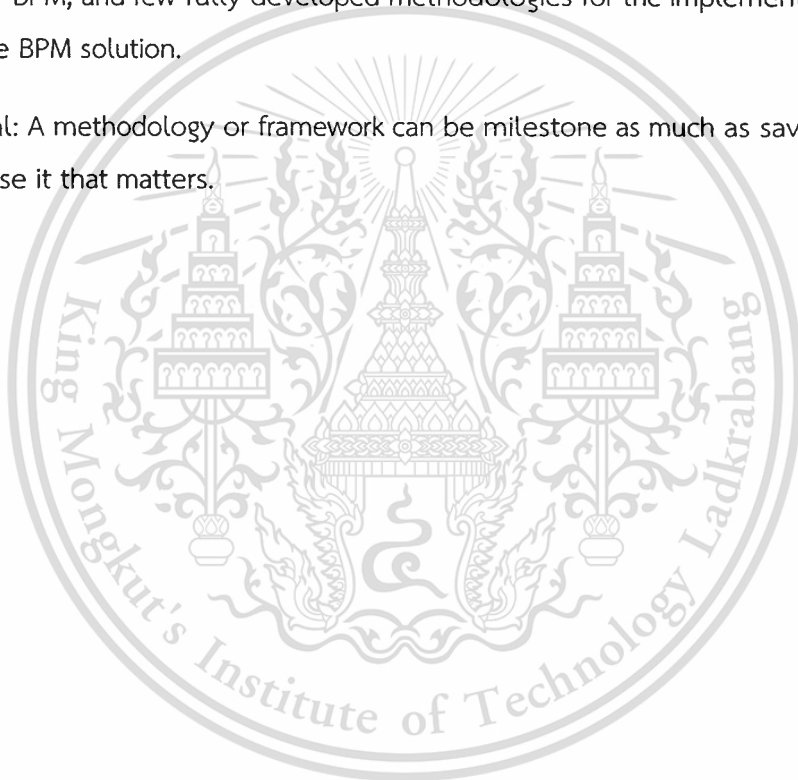 BPM, and few fully developed methodologies for the
e BPM solution.
al: A methodology or framework can be milestone as much as sav
se it that matters.
King Mongkut's Institute of Technology Ladkrabang